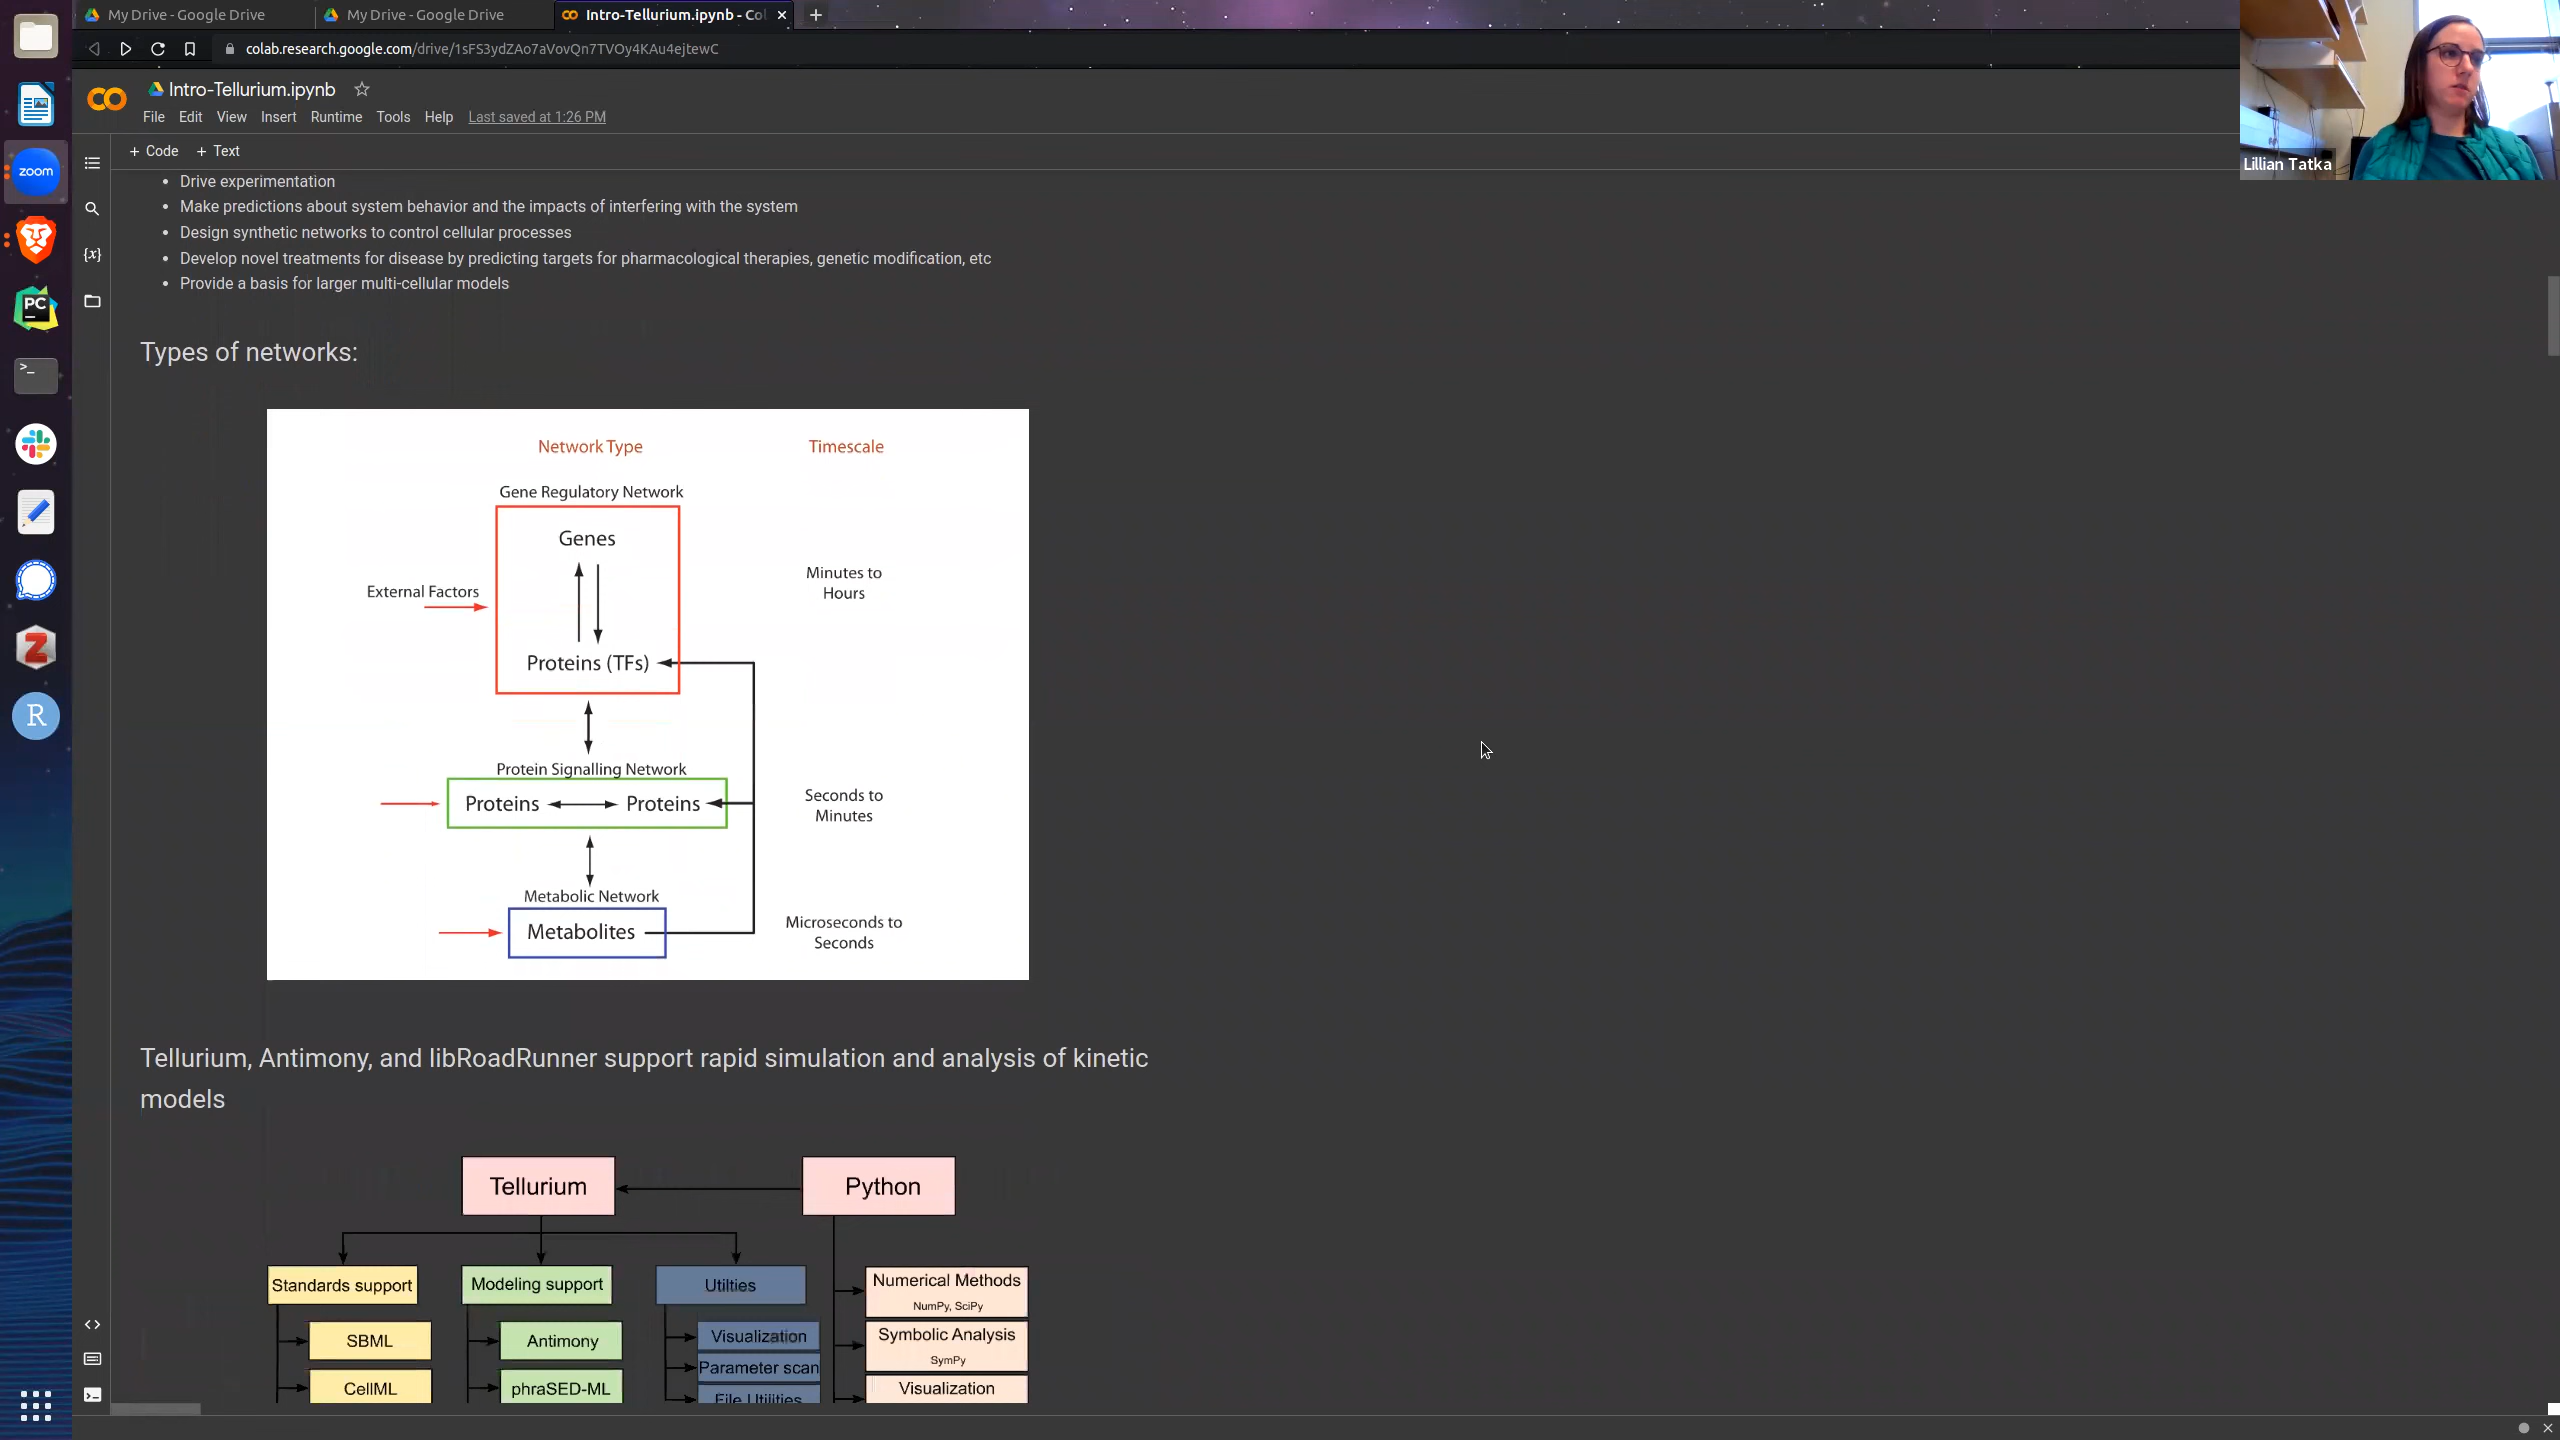 My Drive - Google Drive
My Drive - Google Drive
Intro-Tellurium.ipynb - Col
colab.research.google.com/drive/1sFS3ydZAo7aVovQn7TVOy4KAu4ejtewC
Intro-Tellurium.ipynb
File Edit View Insert Runtime Tools Help Last saved at 1:26 PM
+ Code + Text
Lillian Tatka
zoom
PC
>_
Z
R
{x}
• Drive experimentation
• Make predictions about system behavior and the impacts of interfering with the system
• Design synthetic networks to control cellular processes
• Develop novel treatments for disease by predicting targets for pharmacological therapies, genetic modification, etc
• Provide a basis for larger multi-cellular models
Types of networks:
Network Type
Timescale
Gene Regulatory Network
Genes
External Factors
Minutes to
Hours
Proteins (TFs)
Protein Signalling Network
Proteins
Proteins
Seconds to
Minutes
Metabolic Network
Metabolites
Microseconds to
Seconds
Tellurium, Antimony, and libRoadRunner support rapid simulation and analysis of kinetic
models
Tellurium
Python
Standards support
Modeling support
Utilties
Numerical Methods
NumPy, SciPy
SBML
Antimony
Visualization
Symbolic Analysis
SymPy
Parameter scan
CellML
phraSED-ML
File Utilities
Visualization